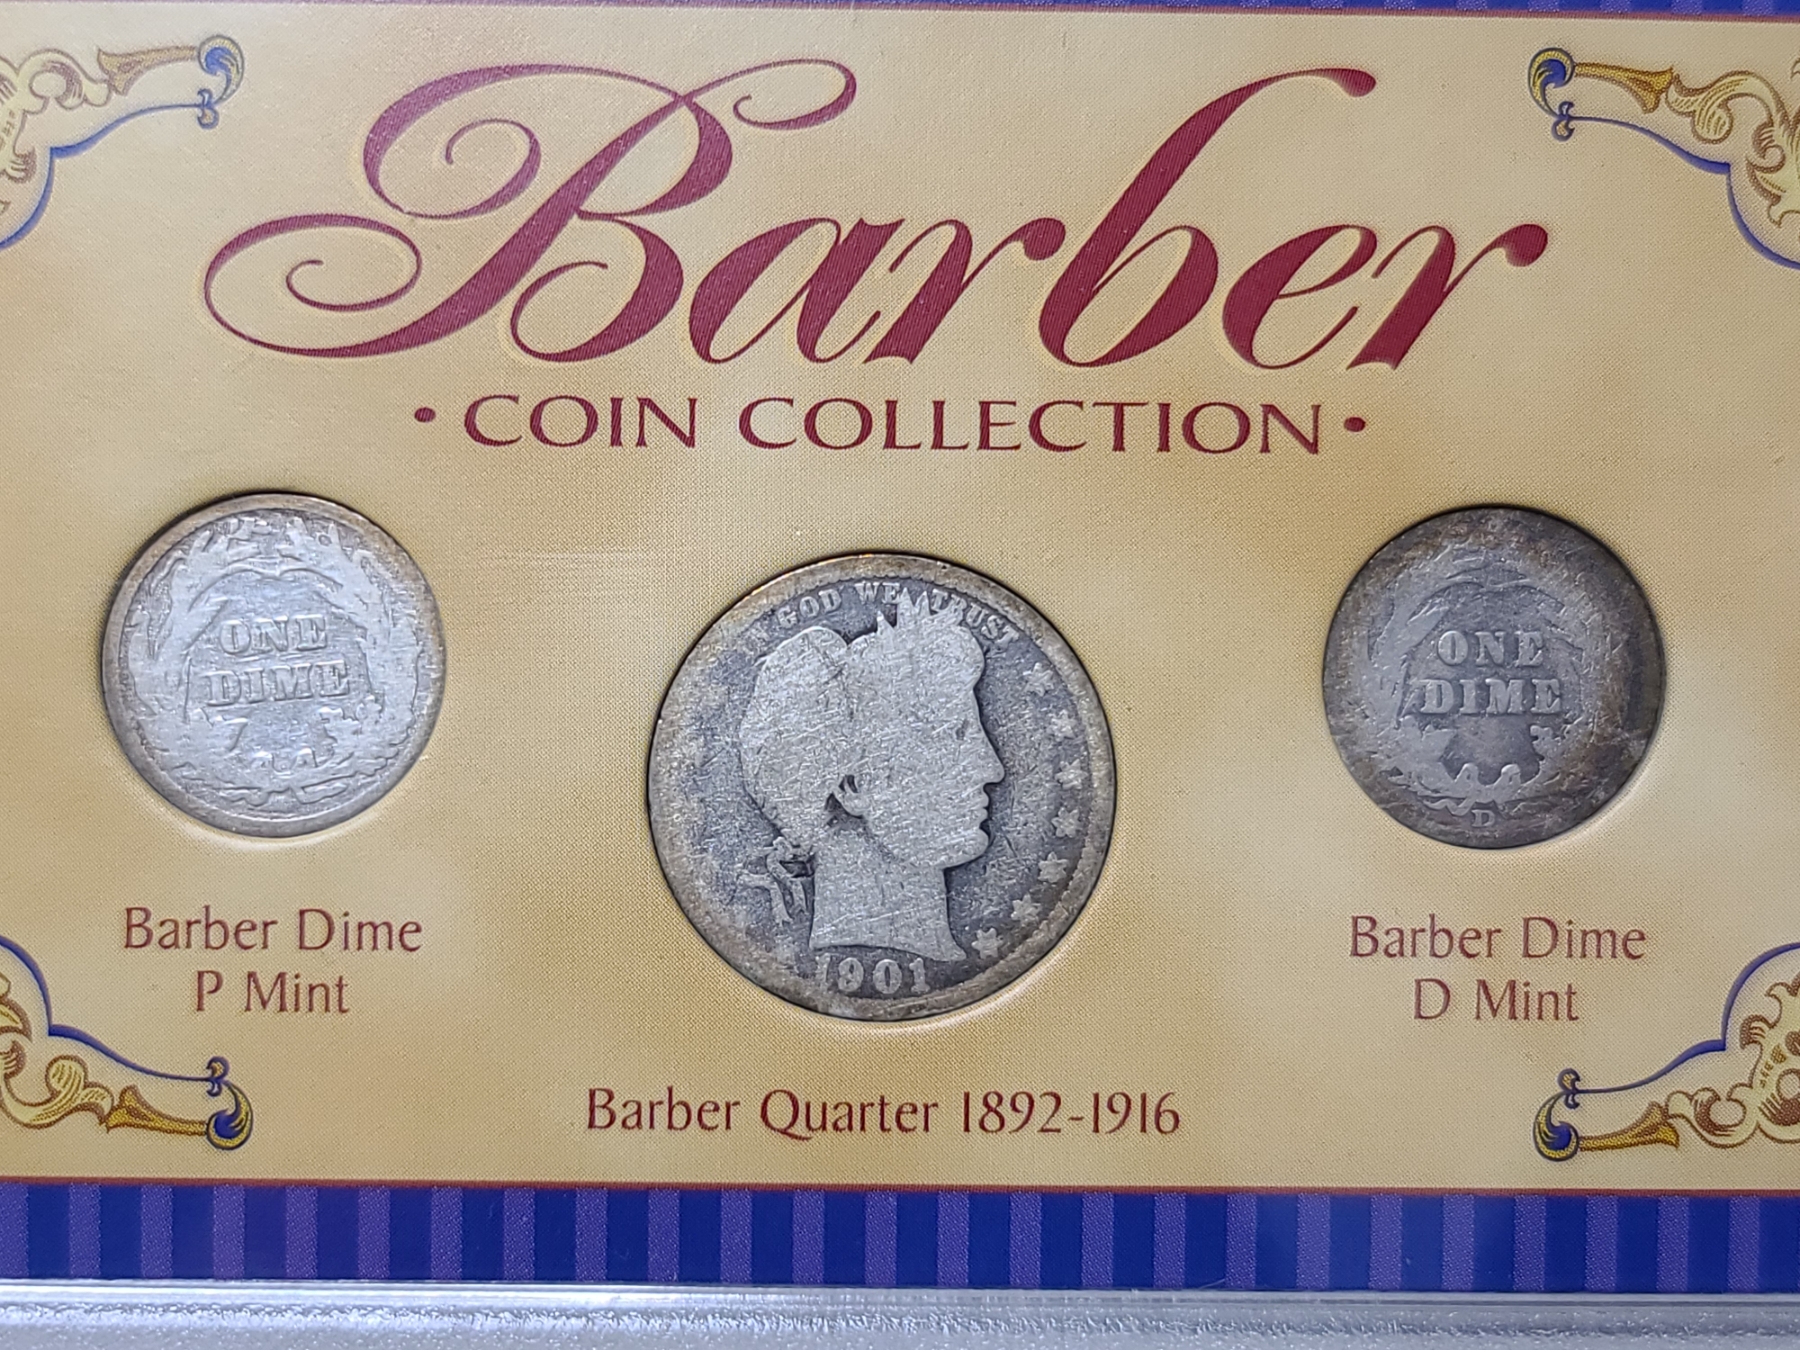 Barber
• COIN COLLECTION •
ONE
DIME
IN GOD WE TRUST
1901
ONE
DIME
D
Barber Dime
P Mint
Barber Quarter 1892-1916
Barber Dime
D Mint